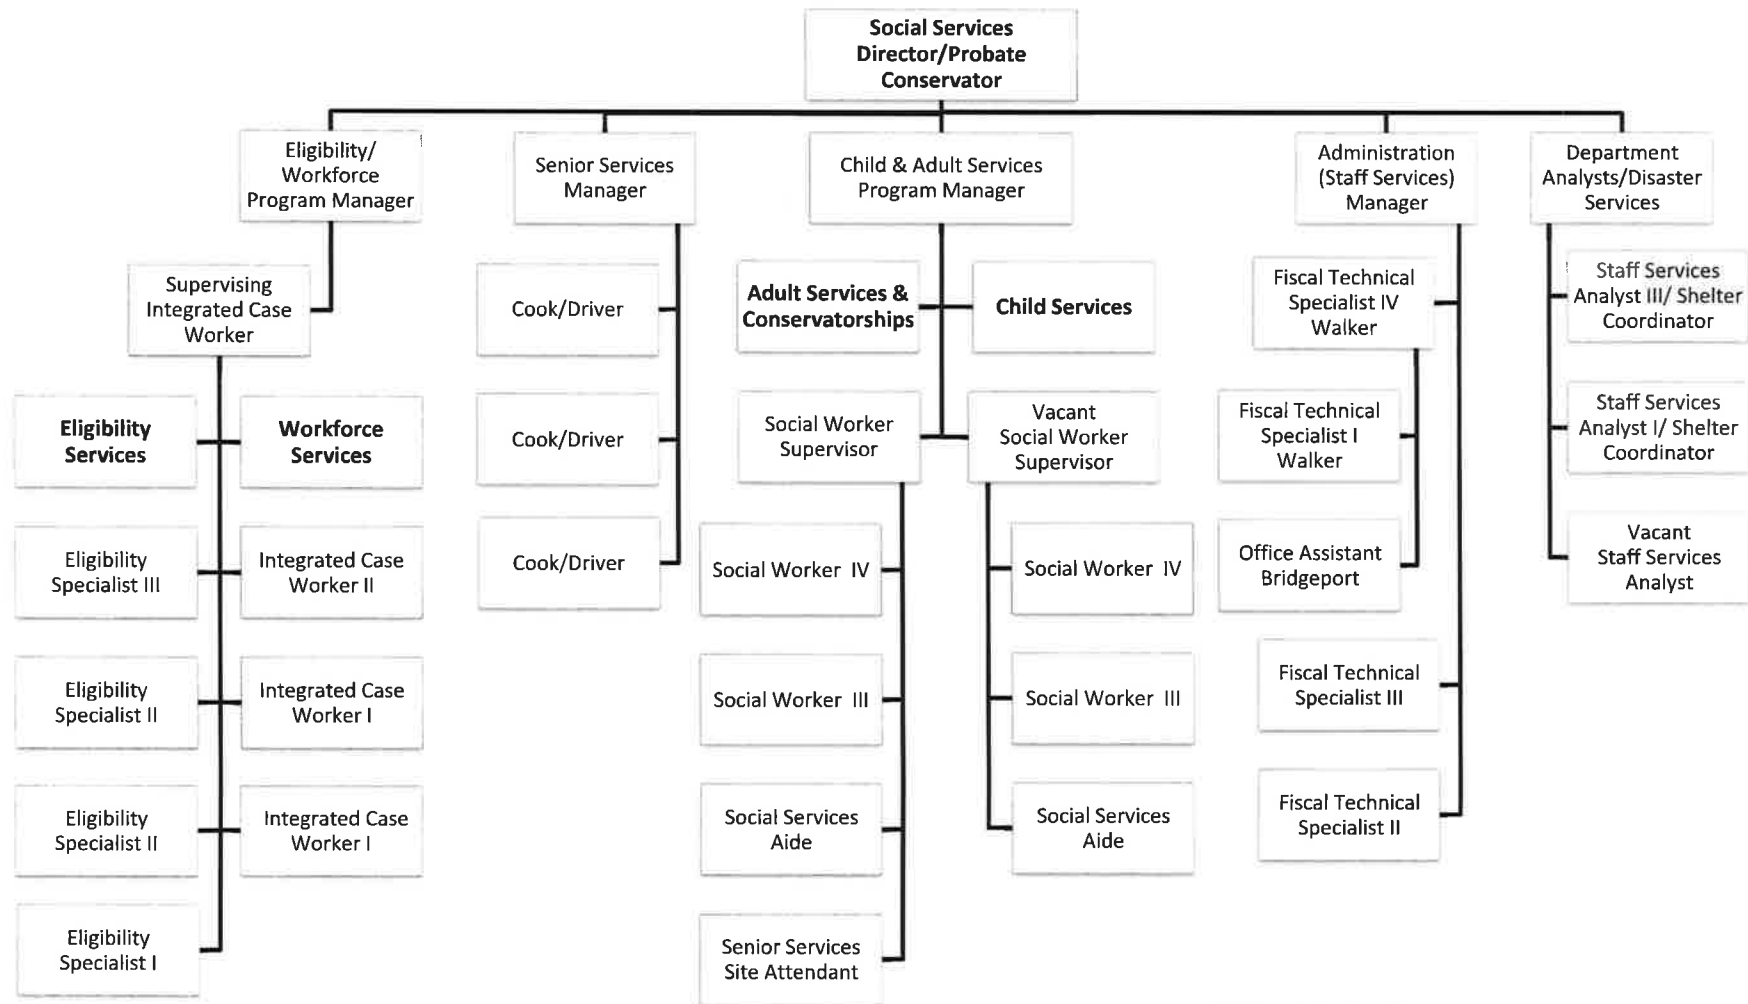 Social Services
Director/Probate
Conservator
Eligibility/
Workforce
Program Manager
Senior Services
Manager
Child & Adult Services
Program Manager
Administration
(Staff Services)
Manager
Department
Analysts/Disaster
Services
Supervising
Integrated Case
Worker
Eligibility
Services
Workforce
Services
Eligibility
Specialist III
Integrated Case
Worker II
Eligibility
Specialist II
Integrated Case
Worker I
Eligibility
Specialist II
Integrated Case
Worker I
Eligibility
Specialist I
Cook/Driver
Cook/Driver
Cook/Driver
Adult Services &
Conservatorships
Child Services
Social Worker
Supervisor
Vacant
Social Worker
Supervisor
Social Worker IV
Social Worker III
Social Services
Aide
Senior Services
Site Attendant
Social Worker IV
Social Worker III
Social Services
Aide
Fiscal Technical
Specialist IV
Walker
Fiscal Technical
Specialist I
Walker
Office Assistant
Bridgeport
Fiscal Technical
Specialist III
Fiscal Technical
Specialist II
Staff Services
Analyst III/ Shelter
Coordinator
Staff Services
Analyst I/ Shelter
Coordinator
Vacant
Staff Services
Analyst